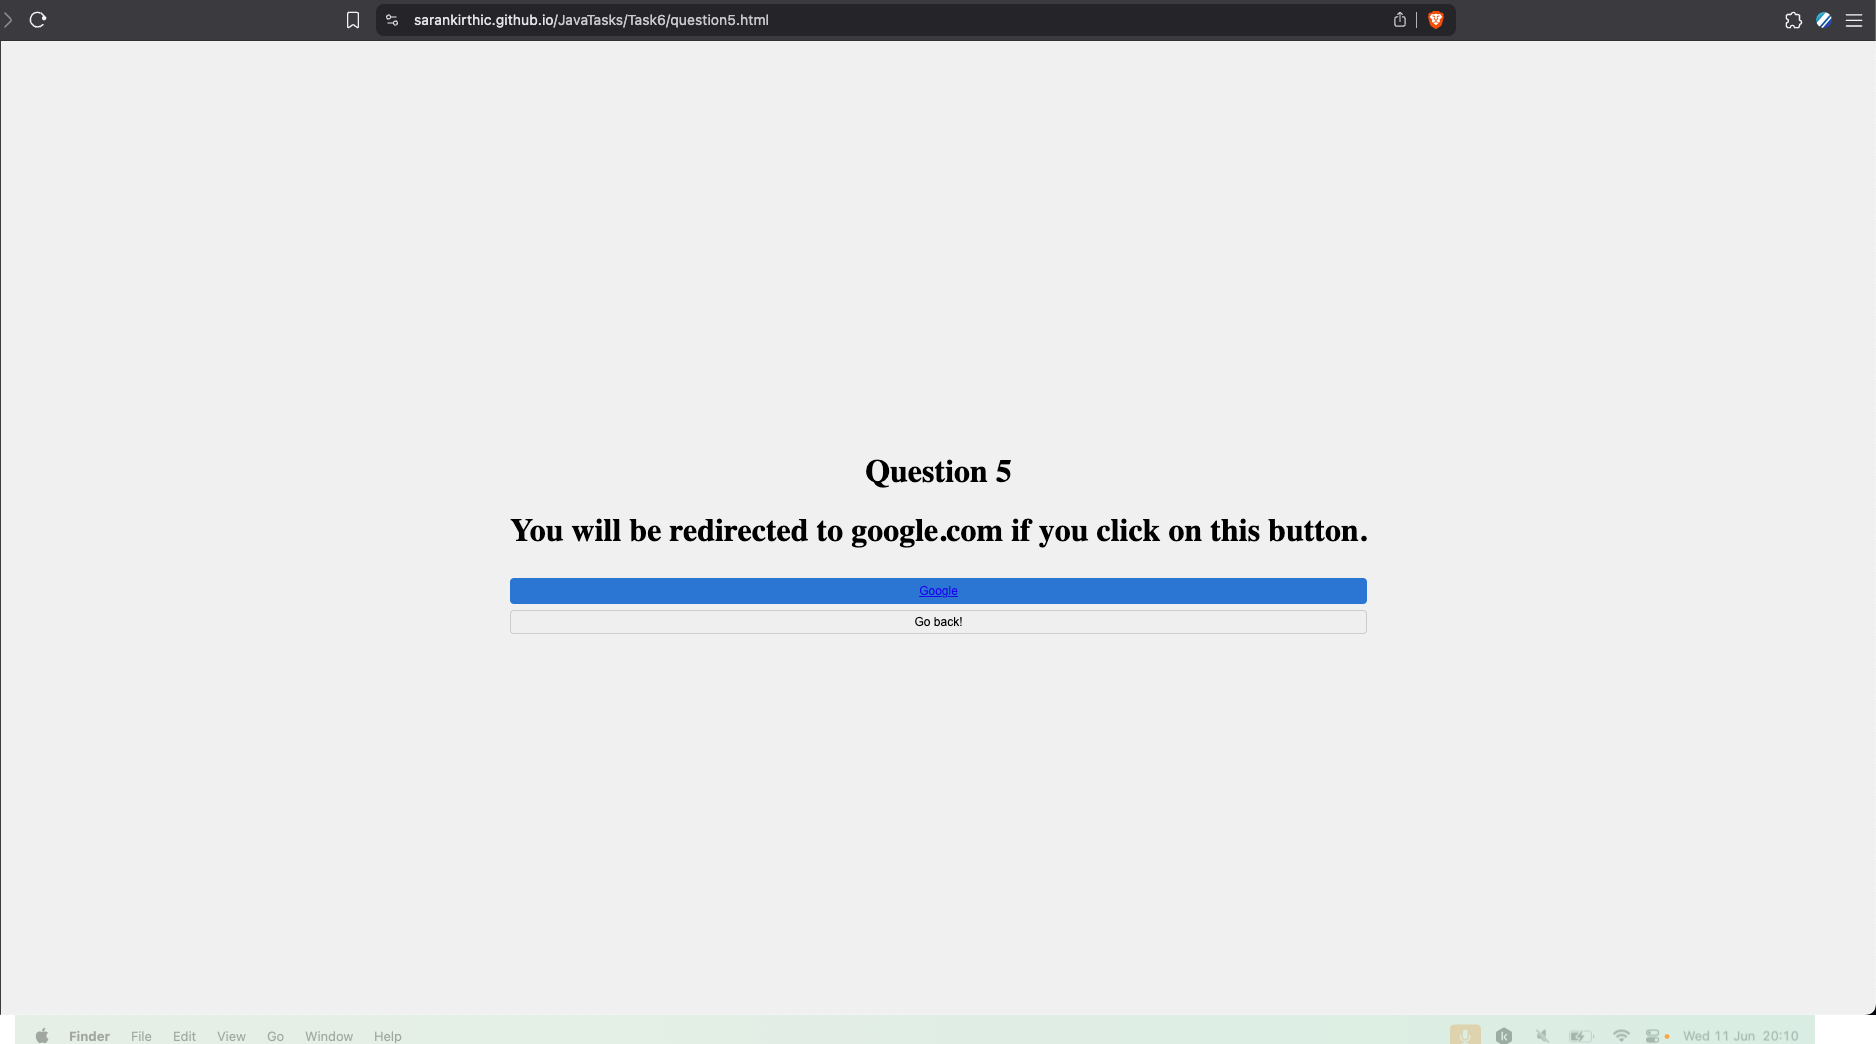 sarankirthic.github.io/JavaTasks/Task6/question5.html
Question 5
You will be redirected to google.com if you click on this button.
Google
Go back!
Finder File Edit View Go Window Help Wed 11 Jun 20:10